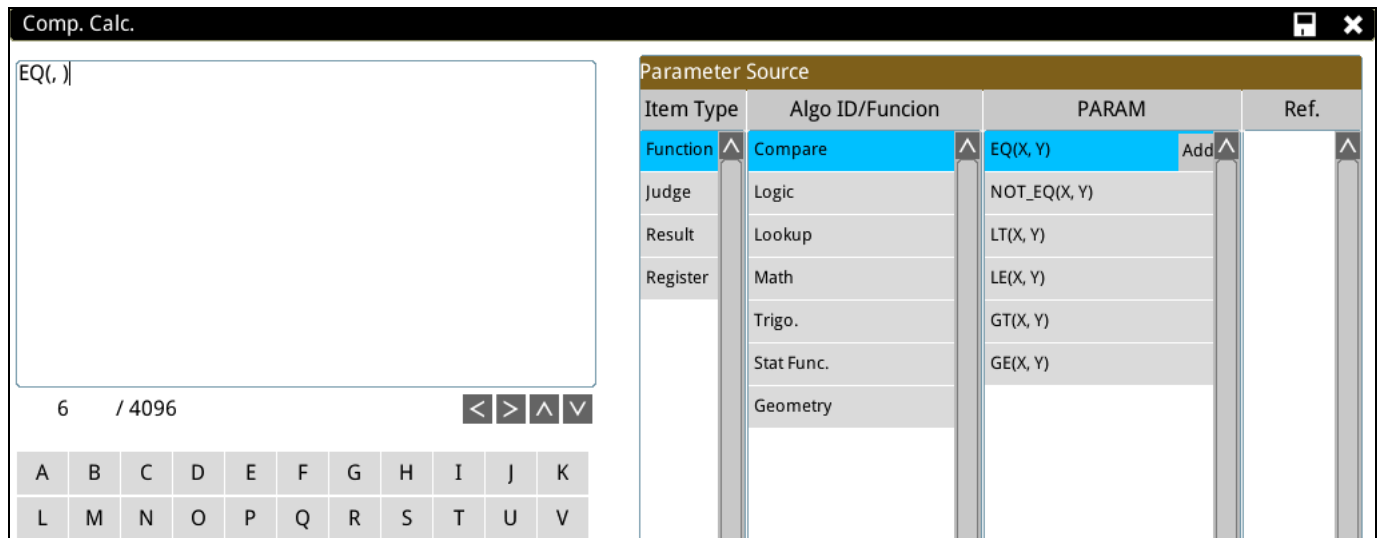 Comp. Calc.
EQ(, )
6 / 4096
A B C D E F G H I J K
L M N O P Q R S T U V
Parameter Source
Item Type Algo ID/Funcion PARAM Ref.
Function Compare EQ(X, Y) Add
Judge Logic NOT_EQ(X, Y)
Result Lookup LT(X, Y)
Register Math LE(X, Y)
Trigo. GT(X, Y)
Stat Func. GE(X, Y)
Geometry